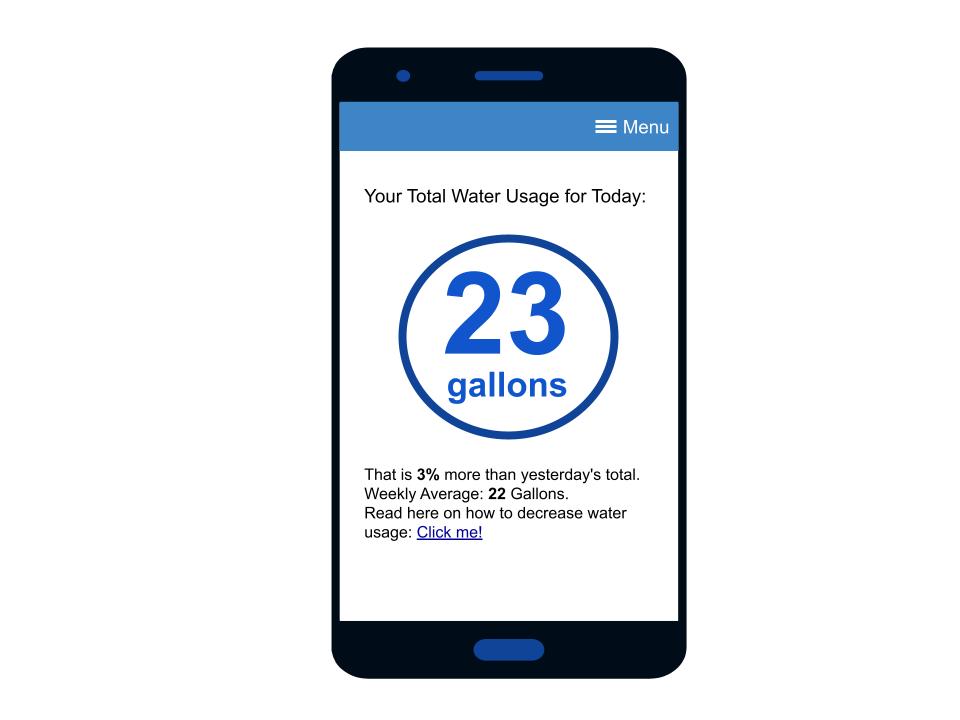 Menu
Your Total Water Usage for Today:
23
gallons
That is 3% more than yesterday's total.
Weekly Average: 22 Gallons.
Read here on how to decrease water
usage: Click me!